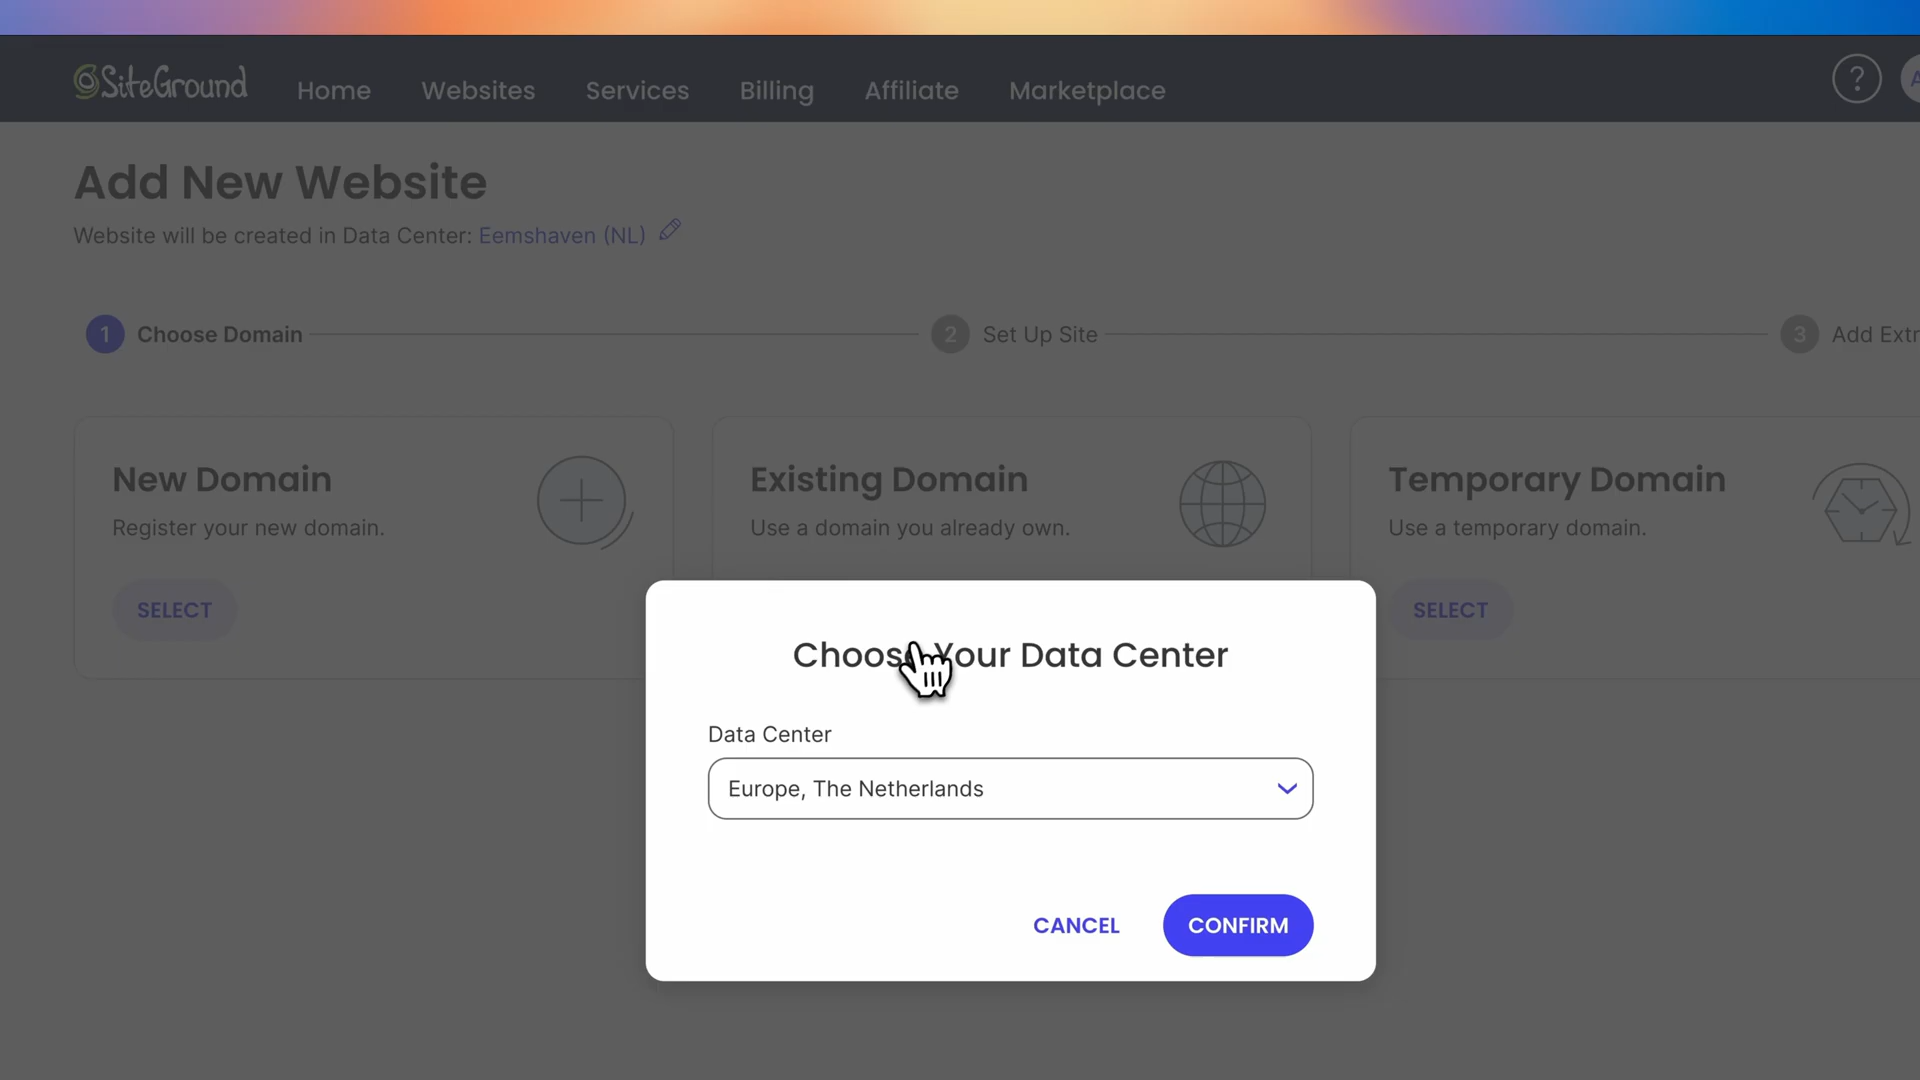 SiteGround Home Websites Services Billing Affiliate Marketplace ?
Add New Website
Website will be created in Data Center: Eemshaven (NL)
1 Choose Domain 2 Set Up Site 3 Add Extr
New Domain
Register your new domain.
SELECT
Existing Domain
Use a domain you already own.
Temporary Domain
Use a temporary domain.
SELECT
Choose Your Data Center
Data Center
Europe, The Netherlands
CANCEL CONFIRM